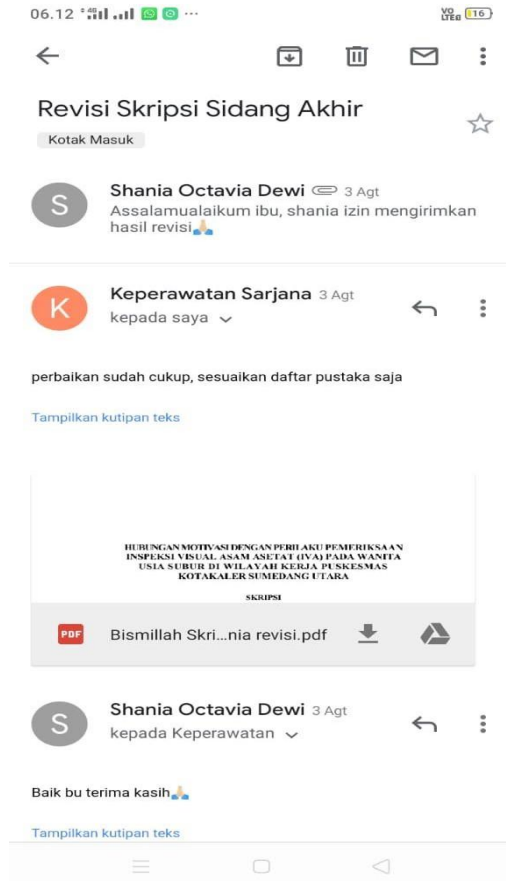 06.12
16
Revisi Skripsi Sidang Akhir
Kotak Masuk
S
Shania Octavia Dewi 3 Agt
Assalamualaikum ibu, shania izin mengirimkan
hasil revisi🙏🏼
K
Keperawatan Sarjana 3 Agt
kepada saya
perbaikan sudah cukup, sesuaikan daftar pustaka saja
Tampilkan kutipan teks
HUBUNGAN MOTIVASI DENGAN PERILAKU PEMERIKSAAN
INSPEKSI VISUAL ASAM ASETAT (IVA) PADA WANITA
USIA SUBUR DI WILAYAH KERJA PUSKESMAS
KOTAKALER SUMEDANG UTARA
SKRIPSI
PDF
Bismillah Skri...nia revisi.pdf
S
Shania Octavia Dewi 3 Agt
kepada Keperawatan
Baik bu terima kasih🙏🏼
Tampilkan kutipan teks